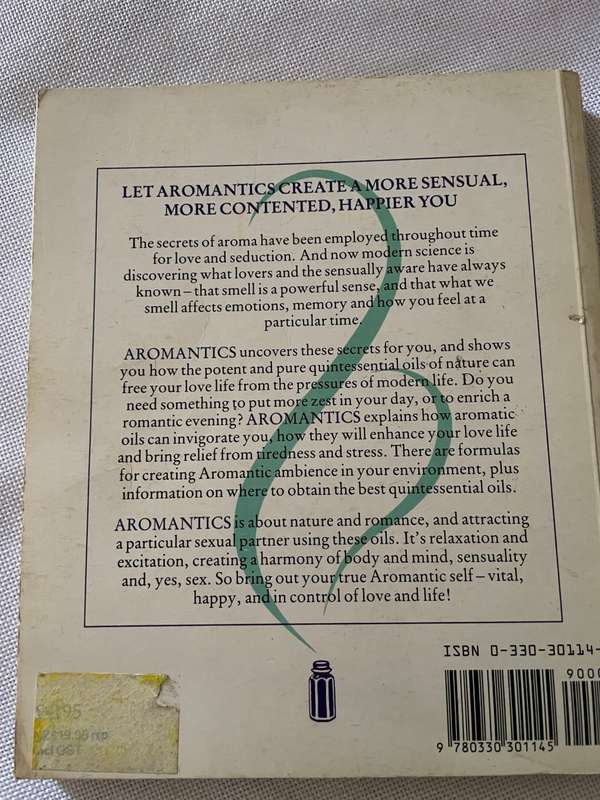 LET AROMANTICS CREATE A MORE SENSUAL,
MORE CONTENTED, HAPPIER YOU
The secrets of aroma have been employed throughout time
for love and seduction. And now modern science is
discovering what lovers and the sensually aware have always
known – that smell is a powerful sense, and that what we
smell affects emotions, memory and how you feel at a
particular time.
AROMANTICS uncovers these secrets for you, and shows
you how the potent and pure quintessential oils of nature can
free your love life from the pressures of modern life. Do you
need something to put more zest in your day, or to enrich a
romantic evening? AROMANTICS explains how aromatic
oils can invigorate you, how they will enhance your love life
and bring relief from tiredness and stress. There are formulas
for creating Aromantic ambience in your environment, plus
information on where to obtain the best quintessential oils.
AROMANTICS is about nature and romance, and attracting
a particular sexual partner using these oils. It's relaxation and
excitation, creating a harmony of body and mind, sensuality
and, yes, sex. So bring out your true Aromantic self – vital,
happy, and in control of love and life!
ISBN 0-330-30114-
9000
9 780330 301145
incl GST